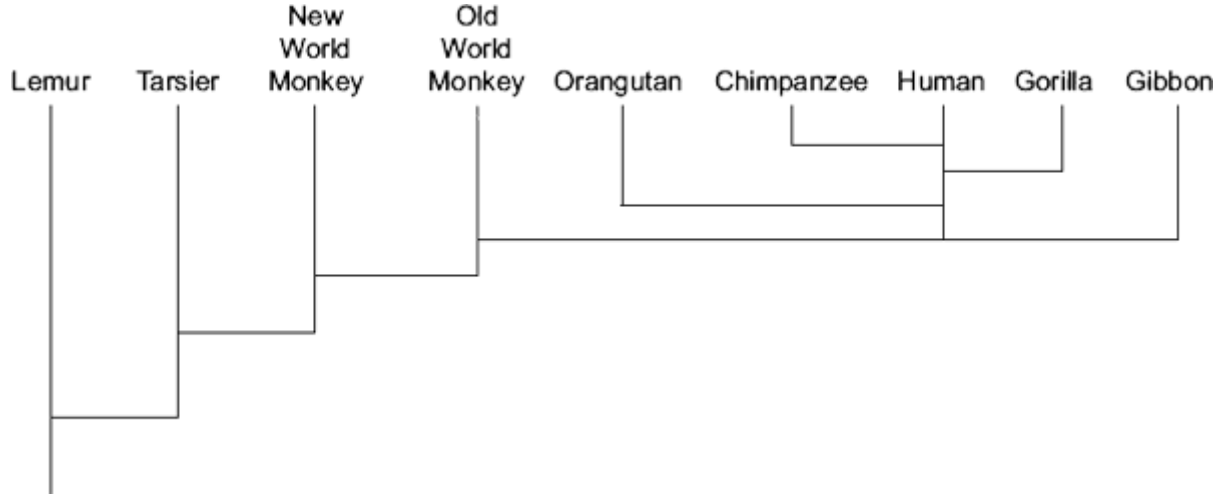 New
World
Monkey
Old
World
Monkey
Lemur
Tarsier
Orangutan
Chimpanzee
Human
Gorilla
Gibbon